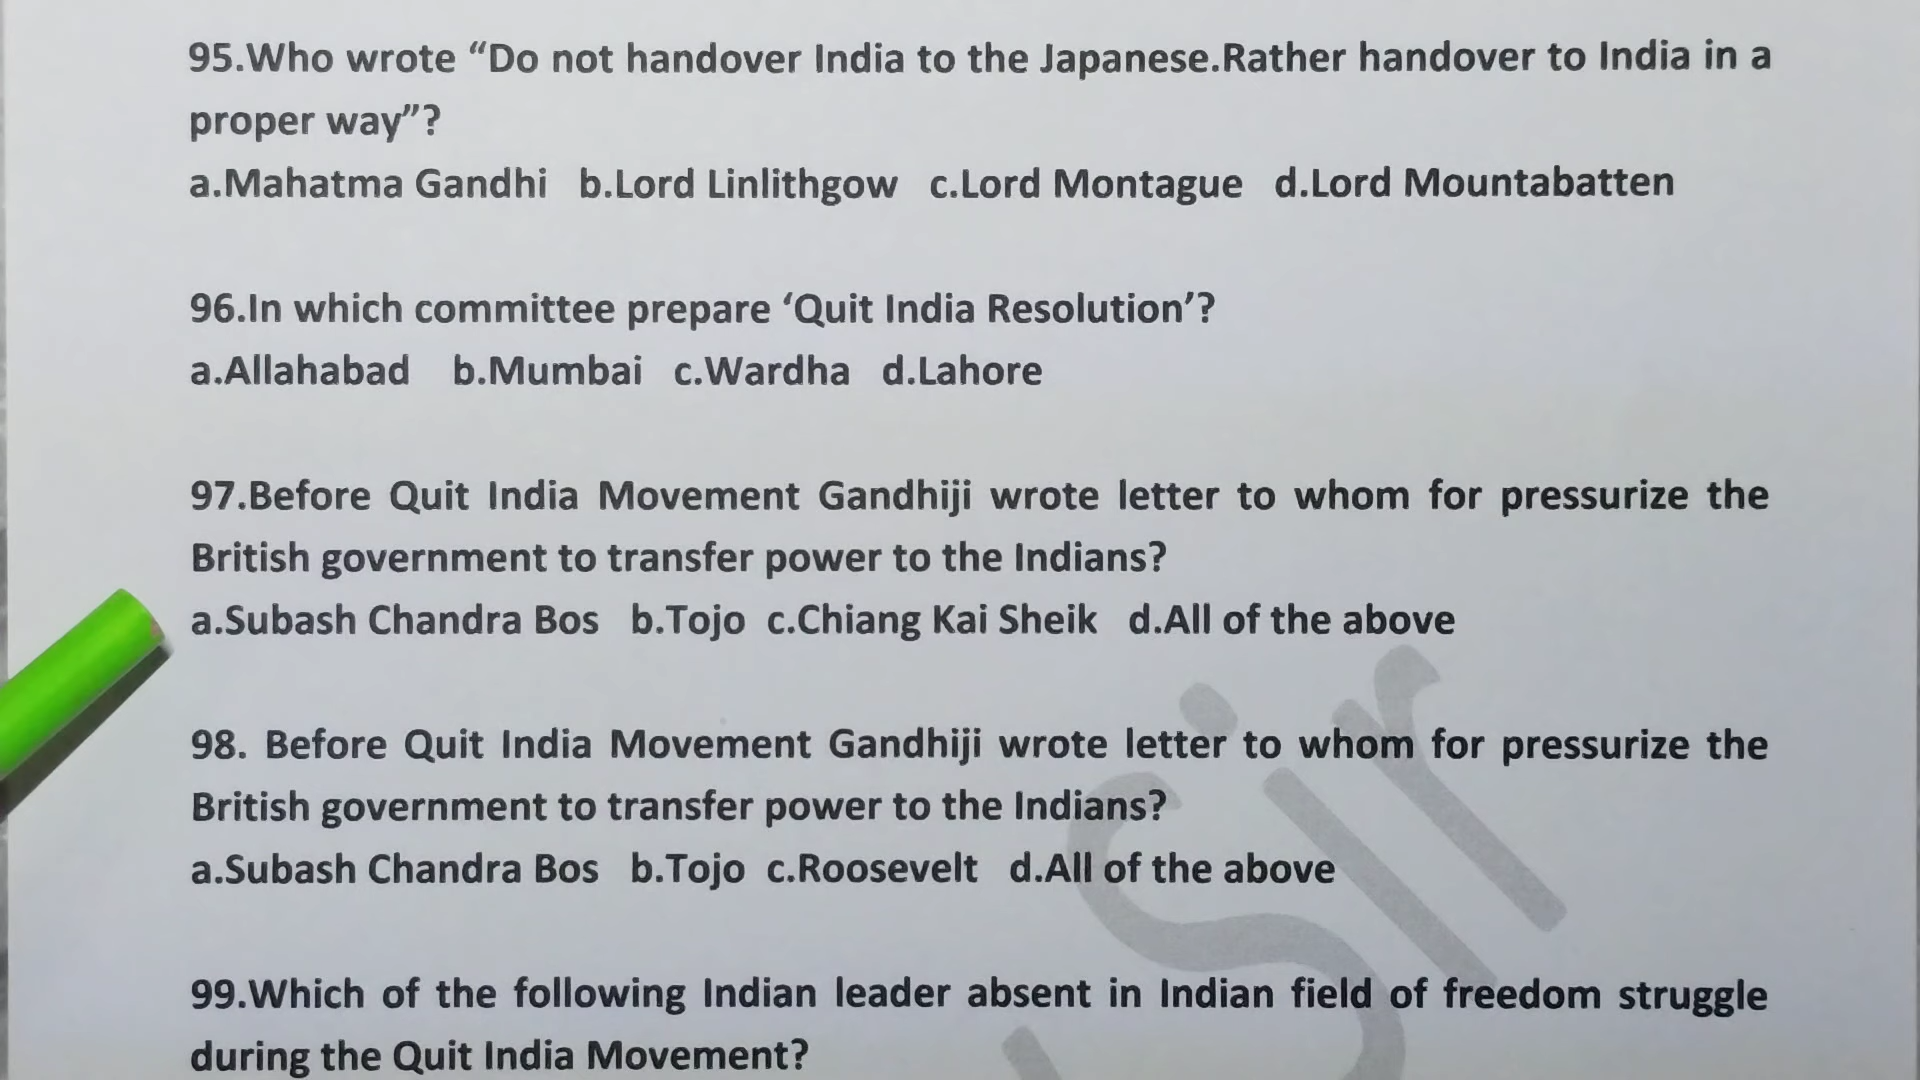 95.Who wrote “Do not handover India to the Japanese.Rather handover to India in a
proper way”?
a.Mahatma Gandhi b.Lord Linlithgow c.Lord Montague d.Lord Mountabatten
96.In which committee prepare ‘Quit India Resolution’?
a.Allahabad b.Mumbai c.Wardha d.Lahore
97.Before Quit India Movement Gandhiji wrote letter to whom for pressurize the
British government to transfer power to the Indians?
a.Subash Chandra Bos b.Tojo c.Chiang Kai Sheik d.All of the above
98. Before Quit India Movement Gandhiji wrote letter to whom for pressurize the
British government to transfer power to the Indians?
a.Subash Chandra Bos b.Tojo c.Roosevelt d.All of the above
99.Which of the following Indian leader absent in Indian field of freedom struggle
during the Quit India Movement?
Sir